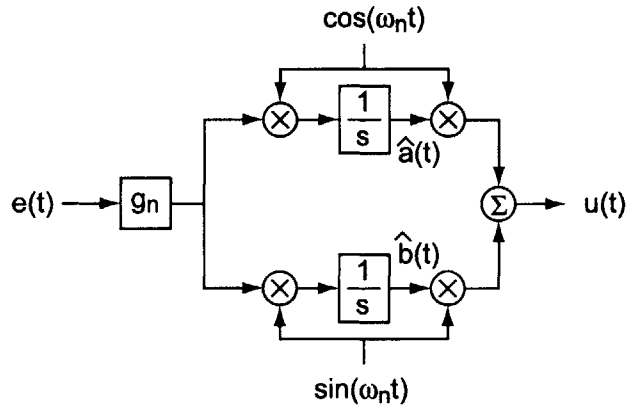 cos(ωnt)
1
s
â(t)
e(t)
gn
Σ
u(t)
b̂(t)
1
s
sin(ωnt)